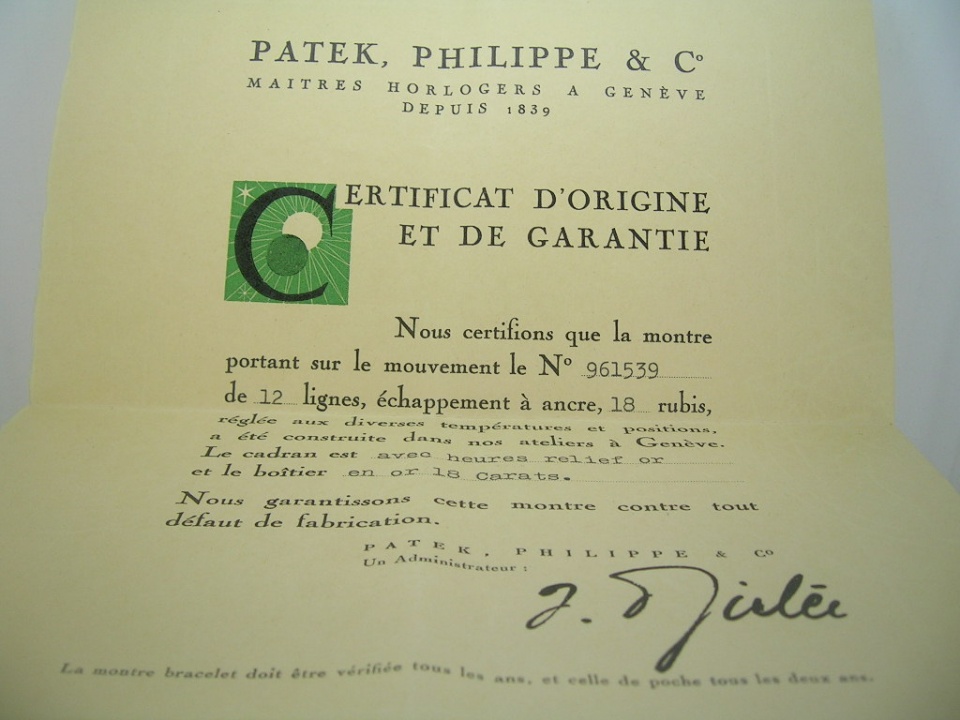 PATEK, PHILIPPE & Cº
MAITRES HORLOGERS A GENÈVE
DEPUIS 1839
CERTIFICAT D'ORIGINE
ET DE GARANTIE
Nous certifions que la montre
portant sur le mouvement le Nº 961539
de 12 lignes, échappement à ancre, 18 rubis,
réglée aux diverses températures et positions,
a été construite dans nos ateliers à Genève.
Le cadran est avec heures relief or
et le boîtier en or 18 Carats.
Nous garantissons cette montre contre tout
défaut de fabrication.
PATEK, PHILIPPE & Cº
Un Administrateur :
La montre bracelet doit être vérifiée tous les ans, et celle de poche tous les deux ans.